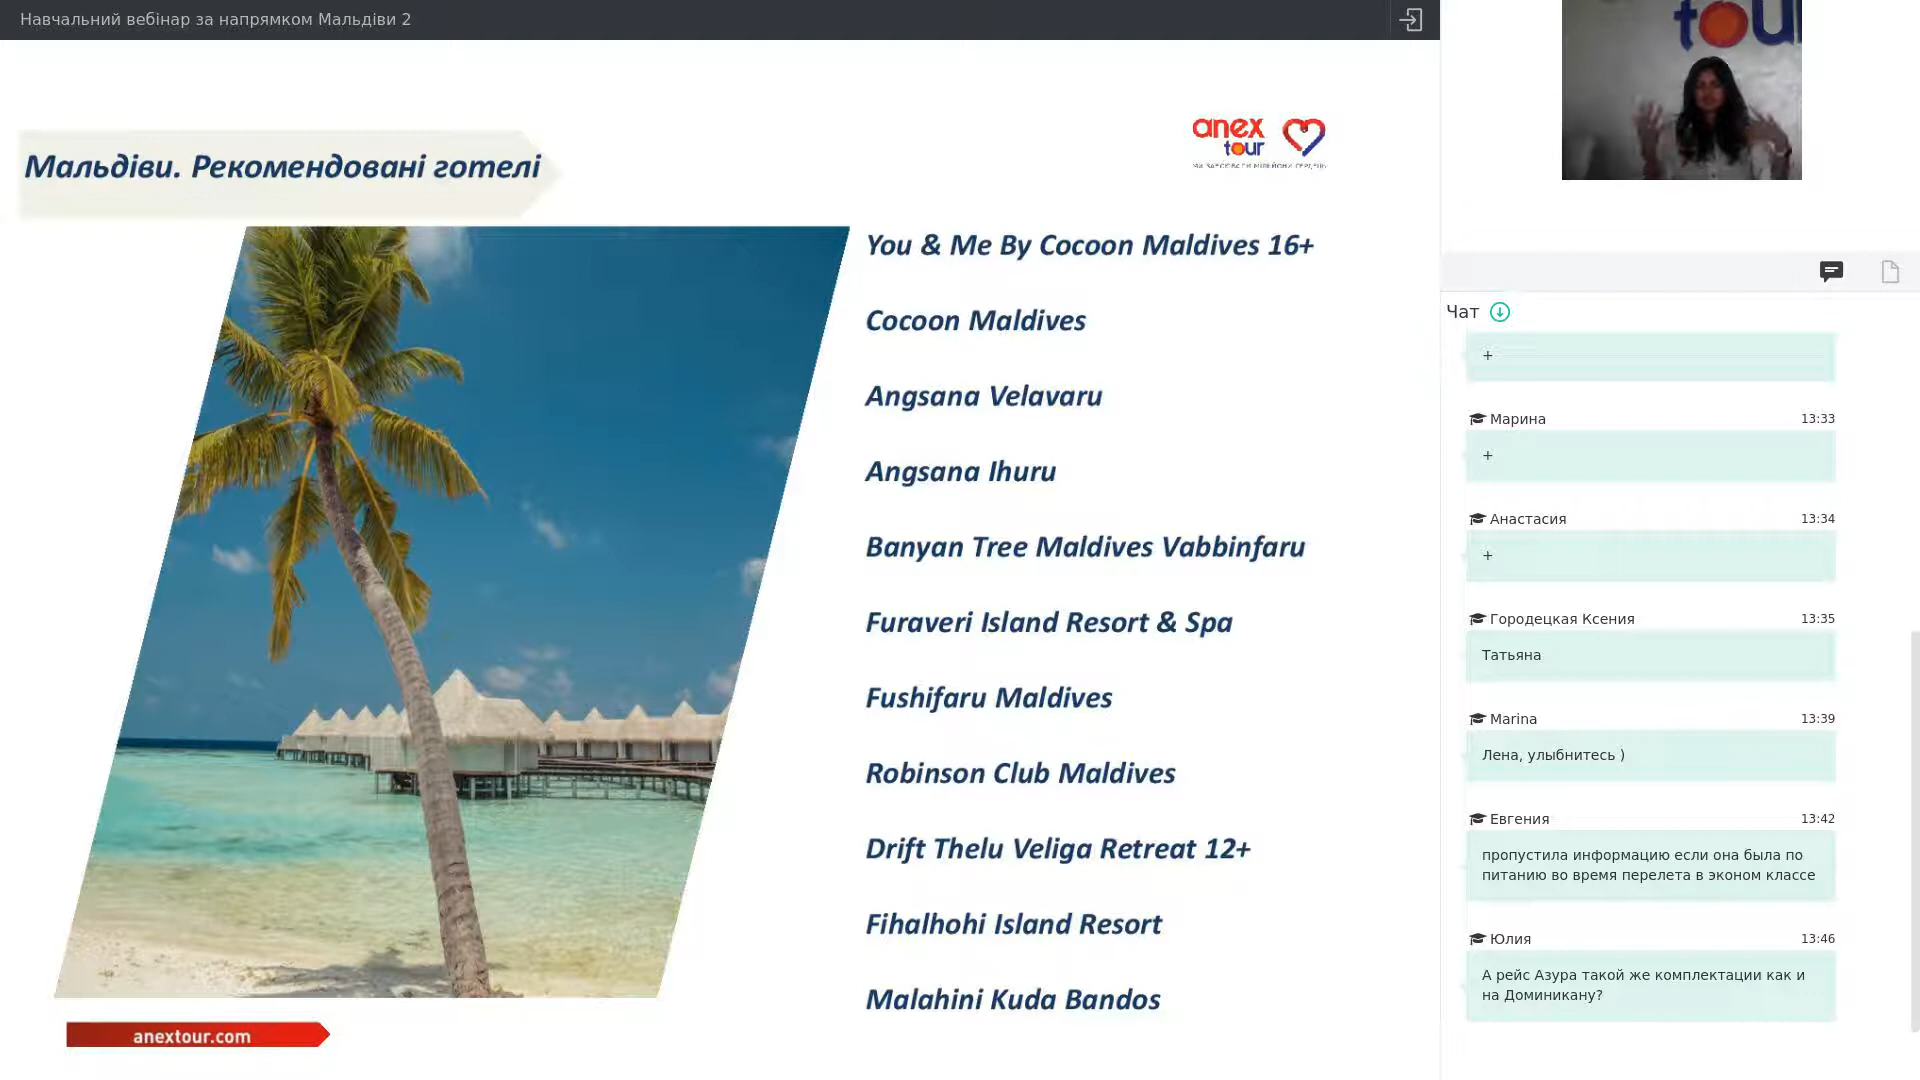 Навчальний вебінар за напрямком Мальдіви 2
Мальдіви. Рекомендовані готелі
anex
tour
You & Me By Cocoon Maldives 16+
Cocoon Maldives
Angsana Velavaru
Angsana Ihuru
Banyan Tree Maldives Vabbinfaru
Furaveri Island Resort & Spa
Fushifaru Maldives
Robinson Club Maldives
Drift Thelu Veliga Retreat 12+
Fihalhohi Island Resort
Malahini Kuda Bandos
anextour.com
tou
Чат
+
Марина 13:33
+
Анастасия 13:34
+
Городецкая Ксения 13:35
Татьяна
Marina 13:39
Лена, улыбнитесь )
Евгения 13:42
пропустила информацию если она была по
питанию во время перелета в эконом классе
Юлия 13:46
А рейс Азура такой же комплектации как и
на Доминикану?